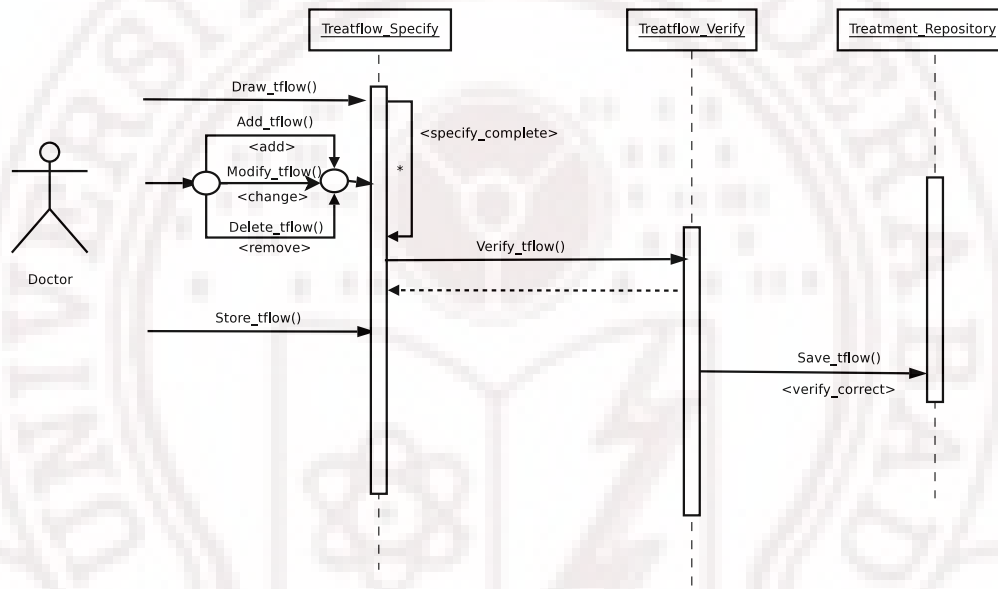 Treatflow_Specify
Treatflow_Verify
Treatment_Repository
Draw_tflow()
Add_tflow()
<add>
<specify_complete>
*
Modify_tflow()
<change>
Delete_tflow()
<remove>
Verify_tflow()
Doctor
Store_tflow()
Save_tflow()
<verify_correct>